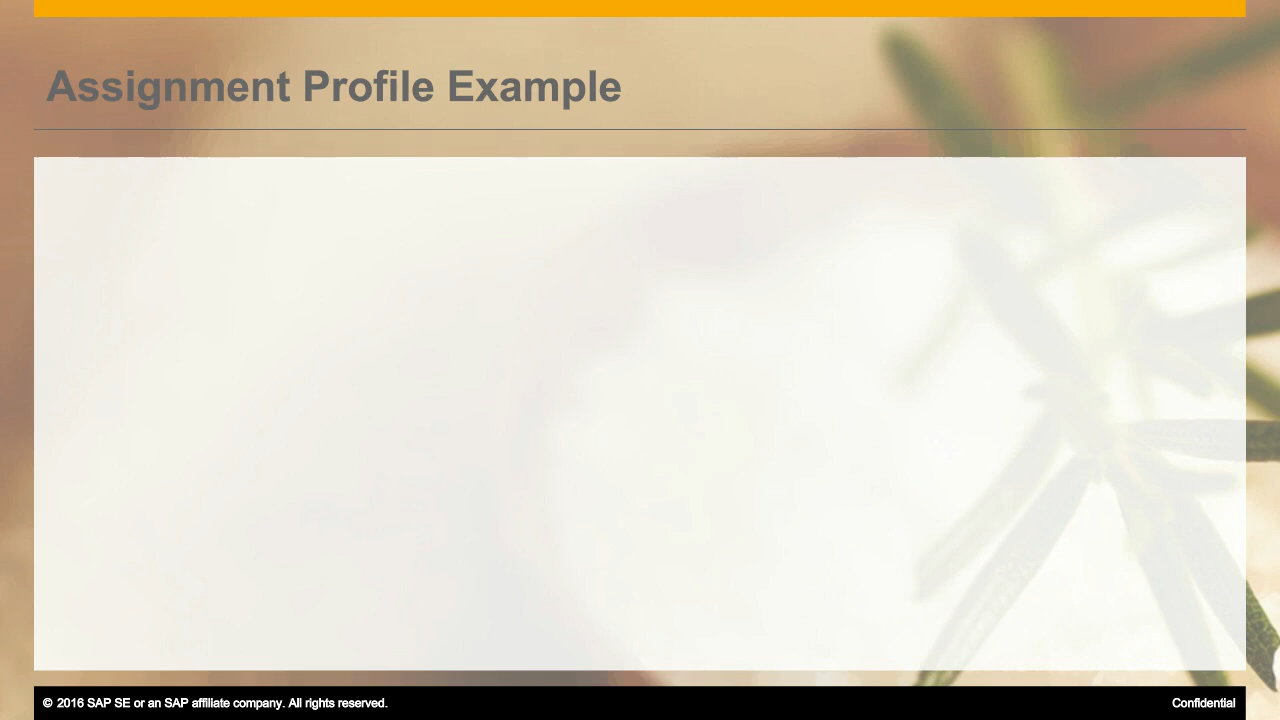 Assignment Profile Example
© 2016 SAP SE or an SAP affiliate company. All rights reserved.
Confidential